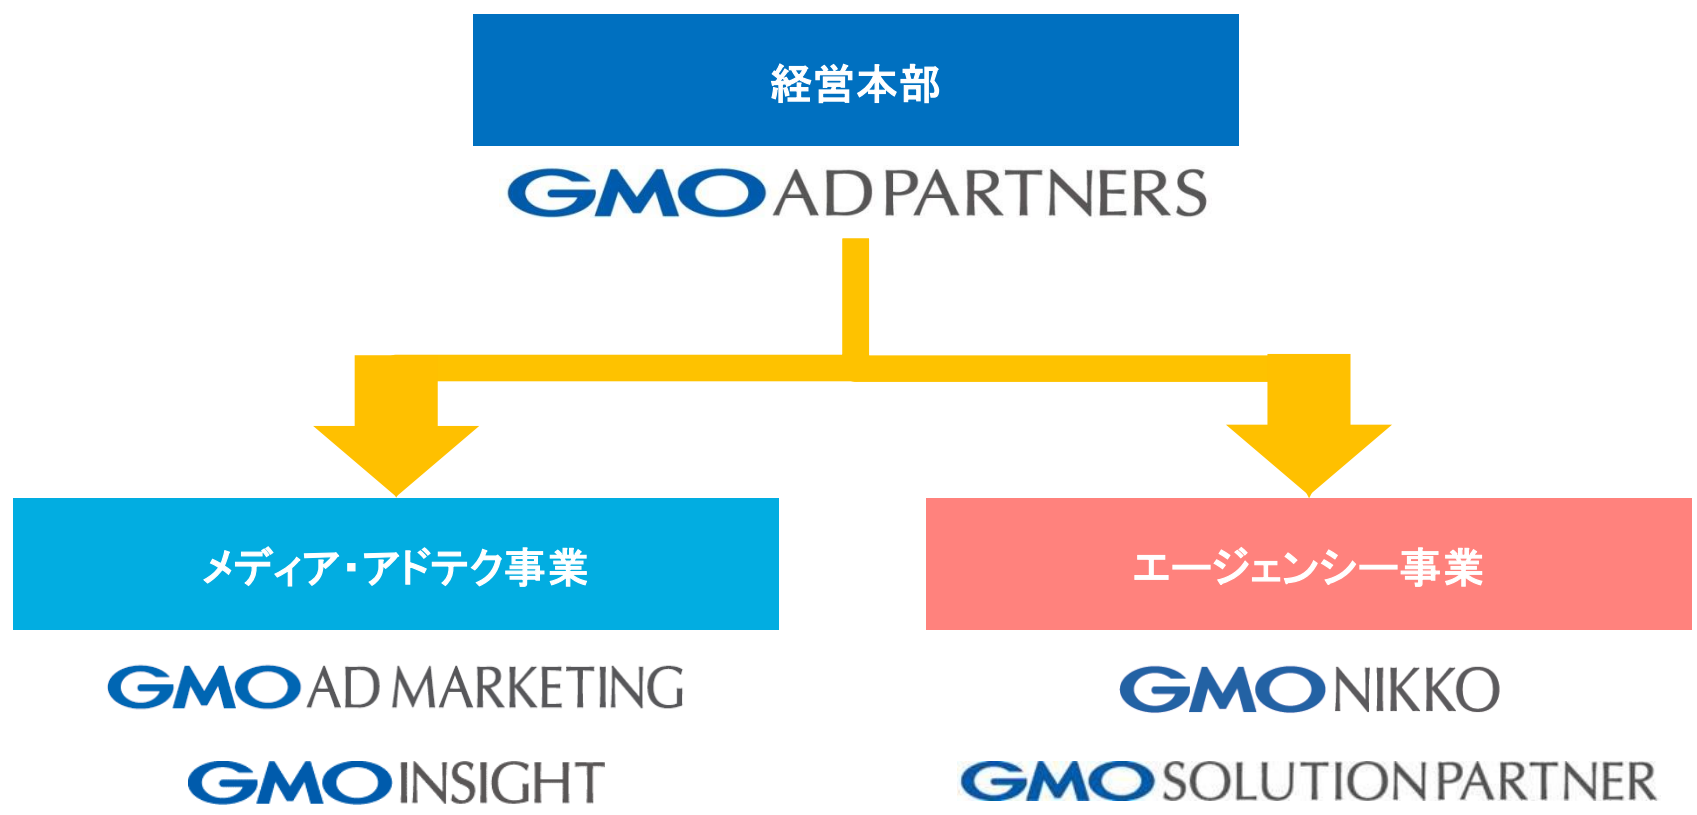 経営本部
GMO AD PARTNERS
メディア・アドテク事業
GMO AD MARKETING
GMO INSIGHT
エージェンシー事業
GMO NIKKO
GMO SOLUTION PARTNER